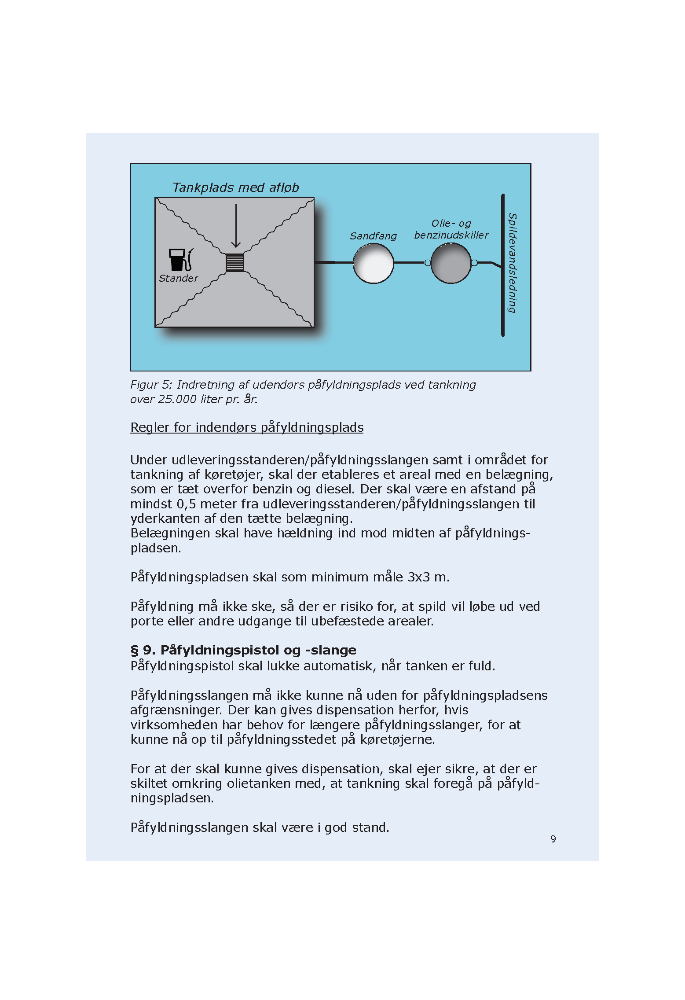 Tankplads med afløb
Stander
Sandfang
Olie- og
benzinudskiller
Spildevandsledning
Figur 5: Indretning af udendørs påfyldningsplads ved tankning
over 25.000 liter pr. år.
Regler for indendørs påfyldningsplads
Under udleveringsstanderen/påfyldningsslangen samt i området for
tankning af køretøjer, skal der etableres et areal med en belægning,
som er tæt overfor benzin og diesel. Der skal være en afstand på
mindst 0,5 meter fra udleveringsstanderen/påfyldningsslangen til
yderkanten af den tætte belægning.
Belægningen skal have hældning ind mod midten af påfyldnings-
pladsen.
Påfyldningspladsen skal som minimum måle 3x3 m.
Påfyldning må ikke ske, så der er risiko for, at spild vil løbe ud ved
porte eller andre udgange til ubefæstede arealer.
§ 9. Påfyldningspistol og -slange
Påfyldningspistol skal lukke automatisk, når tanken er fuld.
Påfyldningsslangen må ikke kunne nå uden for påfyldningspladsens
afgrænsninger. Der kan gives dispensation herfor, hvis
virksomheden har behov for længere påfyldningsslanger, for at
kunne nå op til påfyldningsstedet på køretøjerne.
For at der skal kunne gives dispensation, skal ejer sikre, at der er
skiltet omkring olietanken med, at tankning skal foregå på påfyld-
ningspladsen.
Påfyldningsslangen skal være i god stand.
9